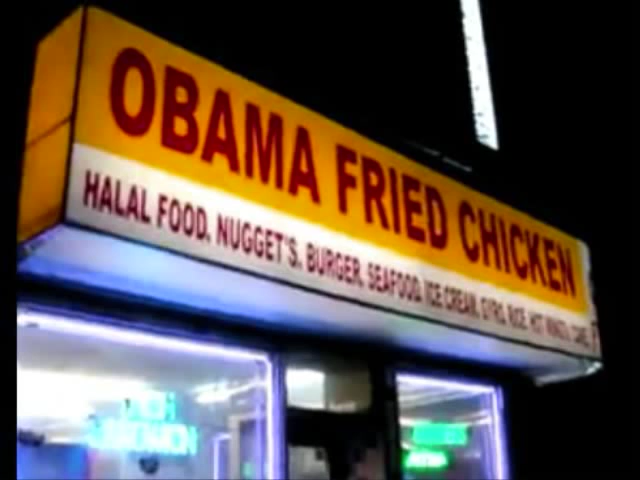 OBAMA FRIED CHICKEN
HALAL FOOD, NUGGET'S, BURGER, SEAFOOD ICE CREAM, GYRO, RICE, HOT WINGS, CAKE